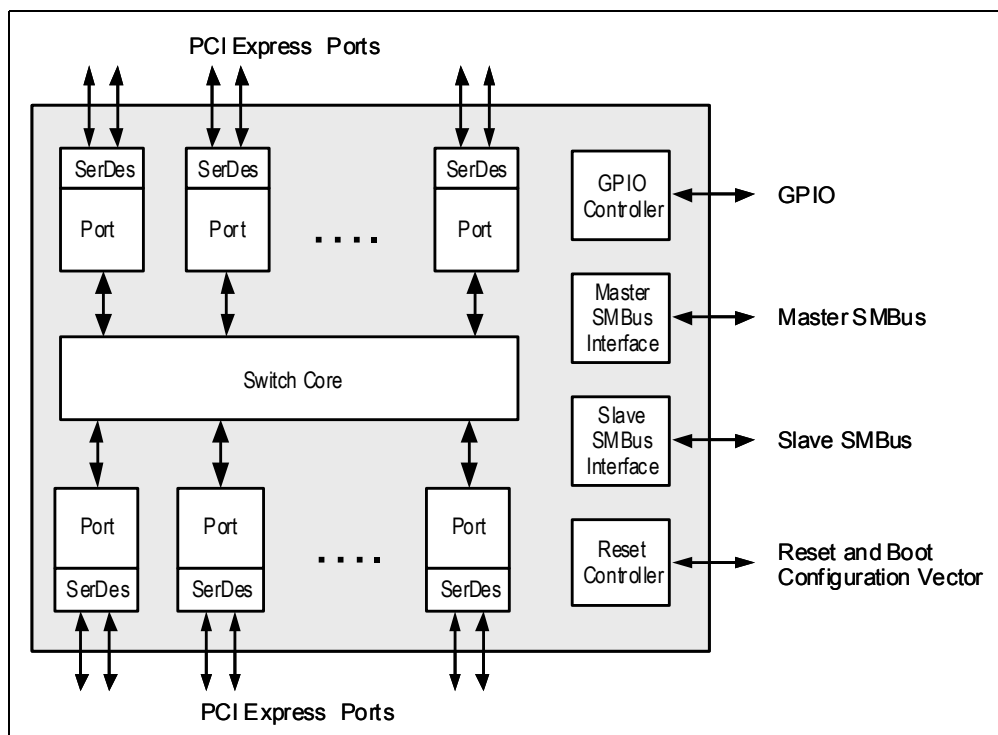 PCI Express Ports
SerDes
SerDes
SerDes
Port
Port
Port
. . . .
GPIO
Controller
GPIO
Master
SMBus
Interface
Master SMBus
Switch Core
Slave
SMBus
Interface
Slave SMBus
Port
Port
Port
. . . .
SerDes
SerDes
SerDes
Reset
Controller
Reset and Boot
Configuration Vector
PCI Express Ports